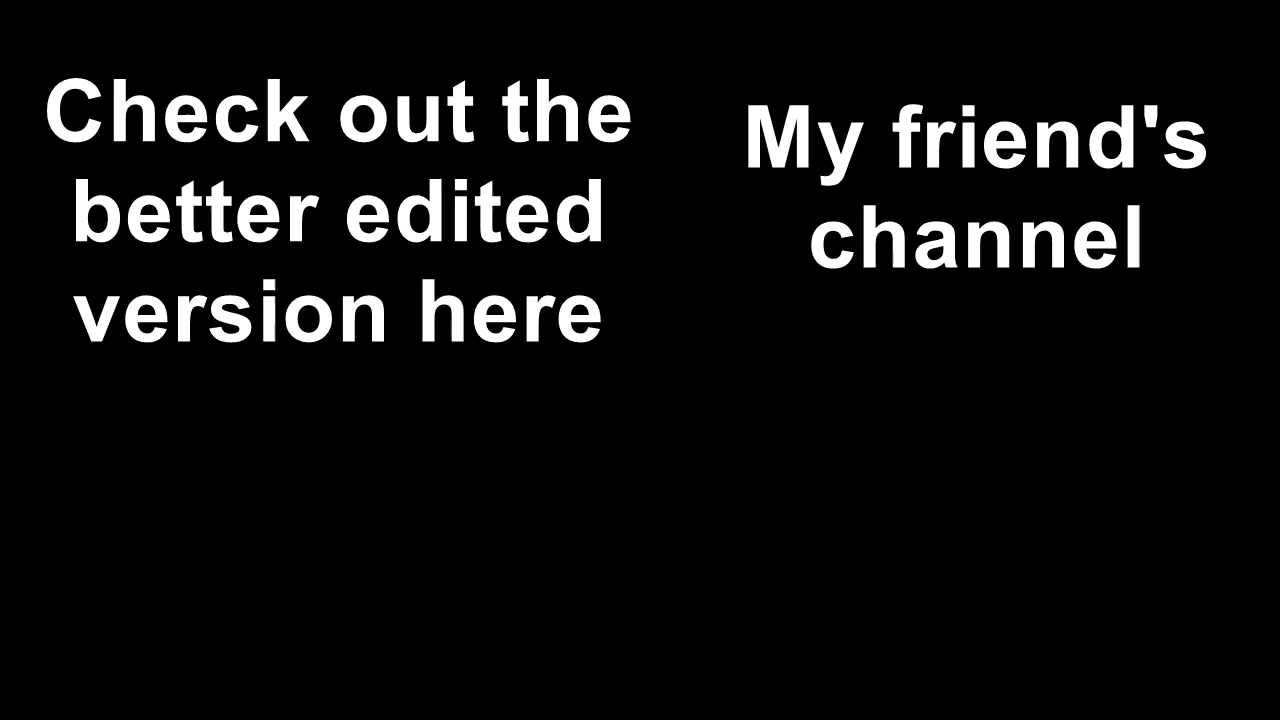 Check out the
better edited
version here
My friend's
channel